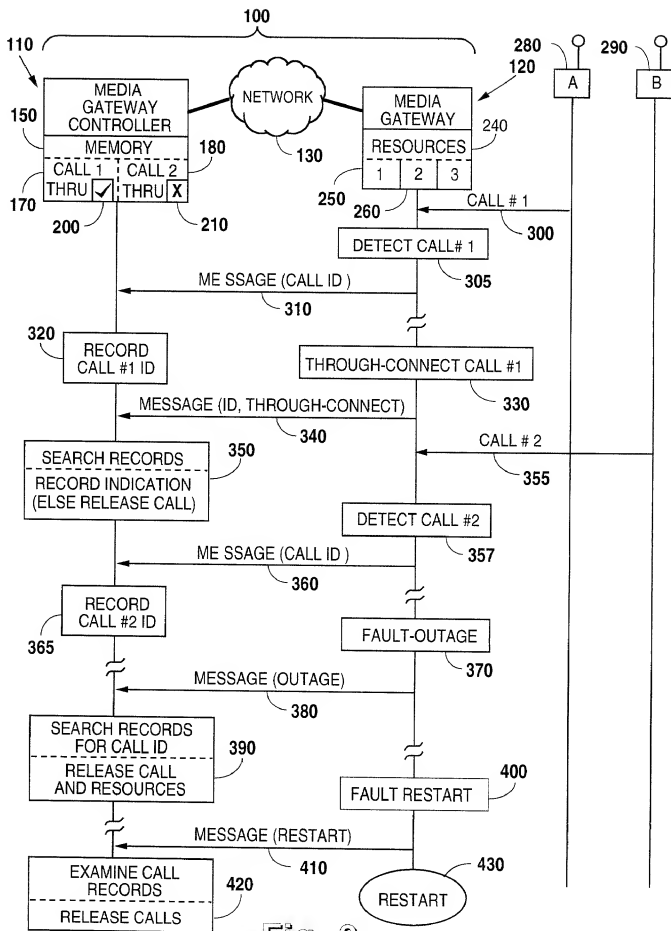 100
110
280
290
120
A
B
MEDIA
GATEWAY
CONTROLLER
NETWORK
MEDIA
GATEWAY
150
MEMORY
180
130
RESOURCES
240
CALL 1
THRU ✓
CALL 2
THRU X
170
200
210
250
1
2
3
260
CALL # 1
300
DETECT CALL# 1
305
ME SSAGE (CALL ID )
310
320
RECORD
CALL #1 ID
THROUGH-CONNECT CALL #1
330
MESSAGE (ID, THROUGH-CONNECT)
340
350
SEARCH RECORDS
RECORD INDICATION
(ELSE RELEASE CALL)
CALL # 2
355
DETECT CALL #2
357
ME SSAGE (CALL ID )
360
RECORD
CALL #2 ID
365
FAULT-OUTAGE
370
MESSAGE (OUTAGE)
380
SEARCH RECORDS
FOR CALL ID
RELEASE CALL
AND RESOURCES
390
FAULT RESTART
400
MESSAGE (RESTART)
410
430
EXAMINE CALL
RECORDS
RELEASE CALLS
420
RESTART